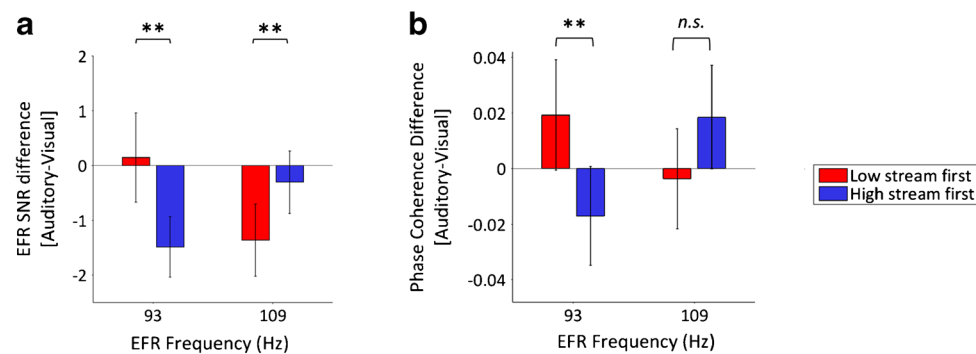 a
**
**
2
1
0
-1
-2
EFR SNR difference
[Auditory-Visual]
93
109
EFR Frequency (Hz)
b
**
n.s.
0.04
0.02
0
-0.02
-0.04
Phase Coherence Difference
[Auditory-Visual]
93
109
EFR Frequency (Hz)
Low stream first
High stream first